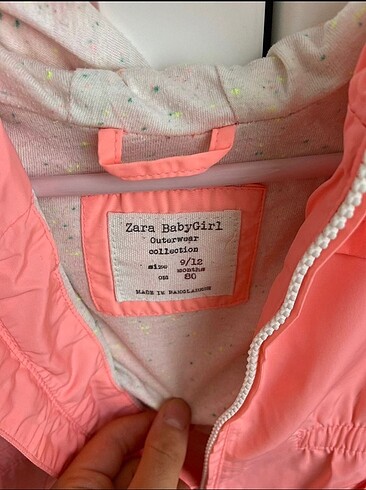 Zara BabyGirl
Outerwear
collection
size 9/12
months
cm 80
MADE IN BANGLADESH